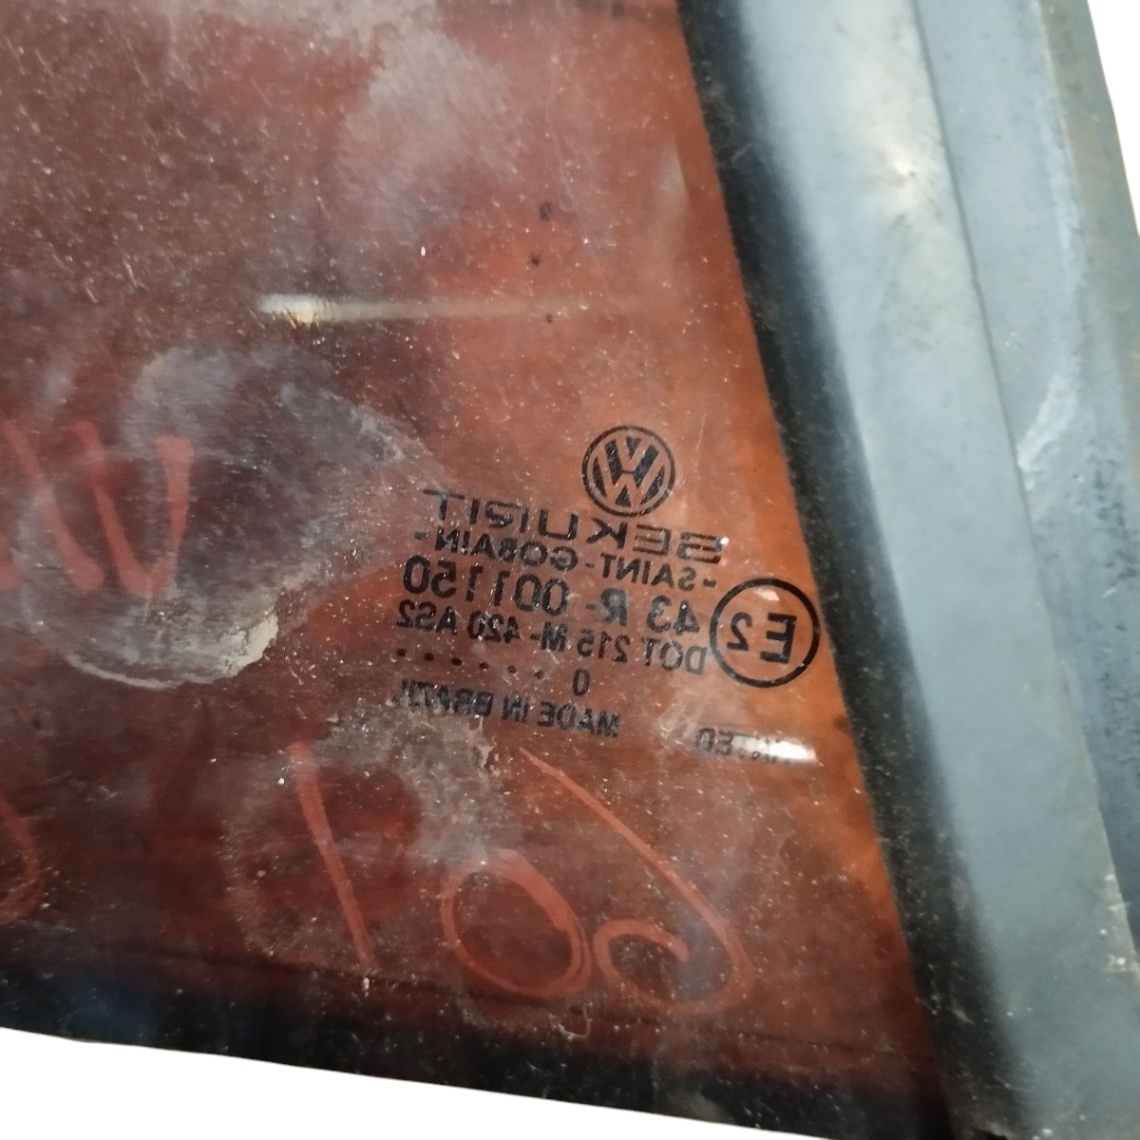 SEKURIT
-SAINT-GOBAIN-
E2 43 R- 001150
DOT 215 M- 420 AS2
0 . . . . . . .
MADE IN BRAZIL